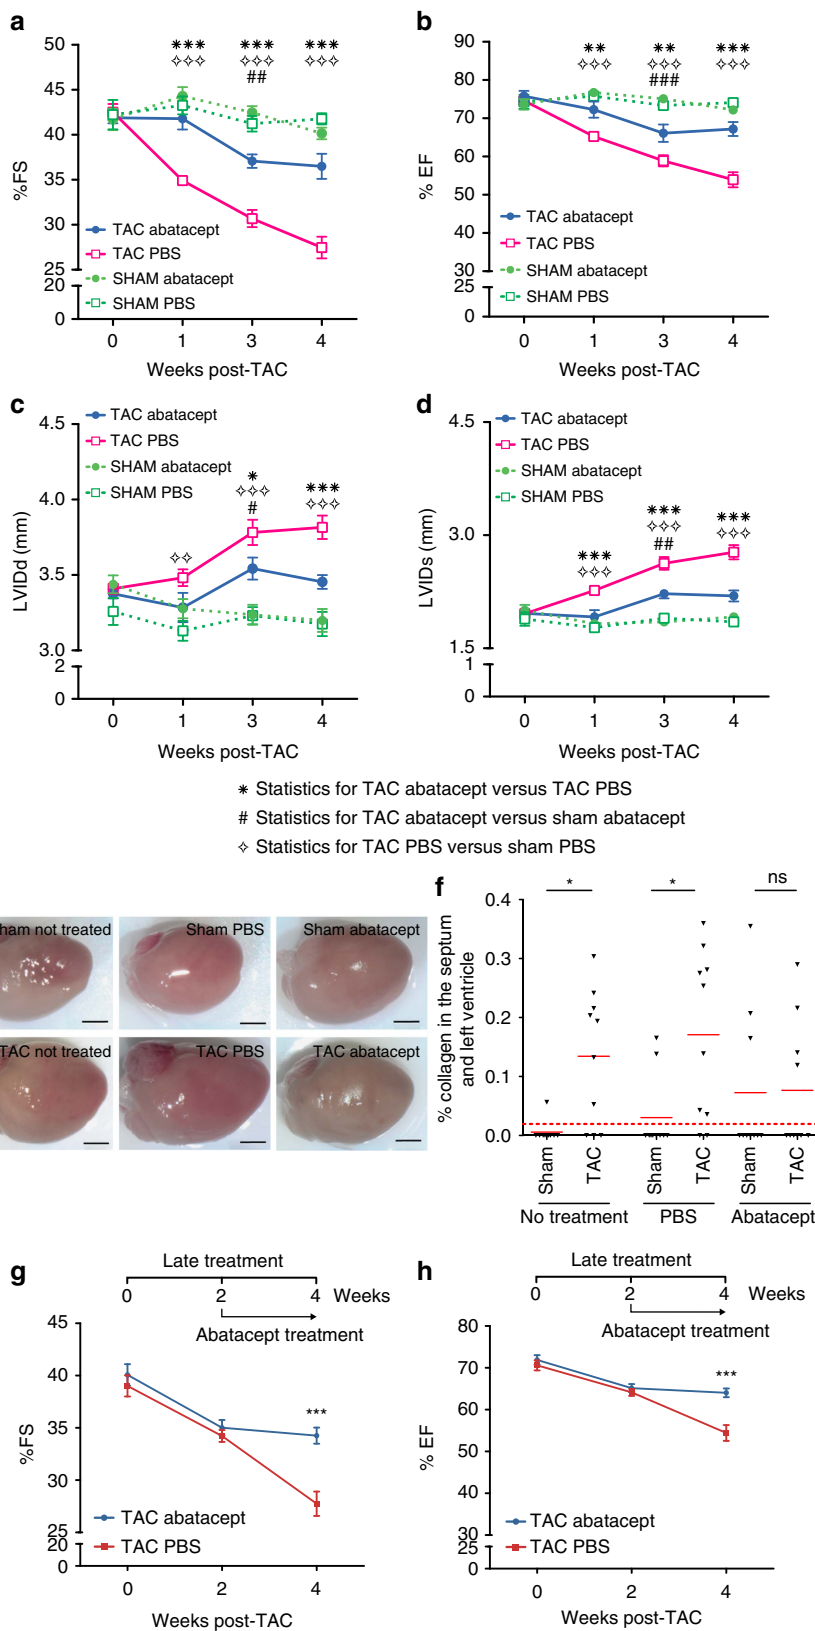 a
50
45
40
35
30
25
20
0
%FS
*** *** ***
✧✧✧ ✧✧✧ ✧✧✧
##
TAC abatacept
TAC PBS
SHAM abatacept
SHAM PBS
0 1 3 4
Weeks post-TAC
b
90
80
70
60
50
40
30
25
0
% EF
** ** ***
✧✧✧ ✧✧✧ ✧✧✧
###
TAC abatacept
TAC PBS
SHAM abatacept
SHAM PBS
0 1 3 4
Weeks post-TAC
c
4.5
4.0
3.5
3.0
2
0
LVIDd (mm)
TAC abatacept
TAC PBS
SHAM abatacept
SHAM PBS
* ***
✧✧ ✧✧✧ ✧✧✧
#
0 1 3 4
Weeks post-TAC
d
4.5
3.0
1.5
1
0
LVIDs (mm)
TAC abatacept
TAC PBS
SHAM abatacept
SHAM PBS
*** *** ***
✧✧✧ ✧✧✧ ✧✧✧
##
0 1 3 4
Weeks post-TAC
* Statistics for TAC abatacept versus TAC PBS
# Statistics for TAC abatacept versus sham abatacept
✧ Statistics for TAC PBS versus sham PBS
ham not treated
Sham PBS
Sham abatacept
TAC not treated
TAC PBS
TAC abatacept
f
* * ns
0.4
0.3
0.2
0.1
0.0
% collagen in the septum
and left ventricle
Sham TAC Sham TAC Sham TAC
No treatment PBS Abatacept
g
Late treatment
0 2 4 Weeks
Abatacept treatment
45
40
35
30
25
20
0
%FS
***
TAC abatacept
TAC PBS
0 2 4
Weeks post-TAC
h
Late treatment
0 2 4 Weeks
Abatacept treatment
80
70
60
50
40
30
25
0
% EF
***
TAC abatacept
TAC PBS
0 2 4
Weeks post-TAC